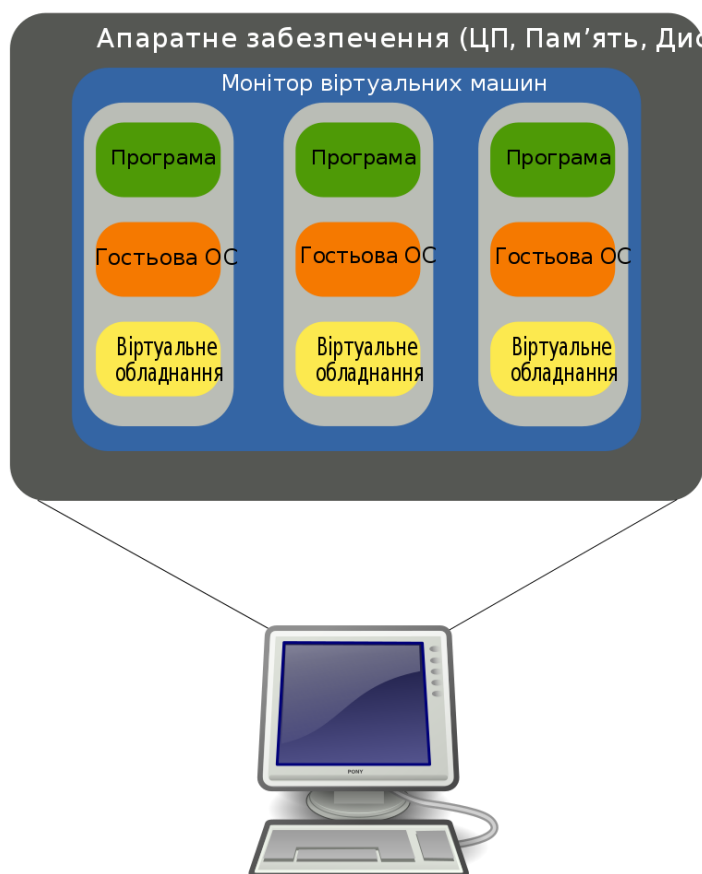 Апаратне забезпечення (ЦП, Пам’ять, Дис
Монітор віртуальних машин
Програма
Програма
Програма
Гостьова ОС
Гостьова ОС
Гостьова ОС
Віртуальне
обладнання
Віртуальне
обладнання
Віртуальне
обладнання
PONY